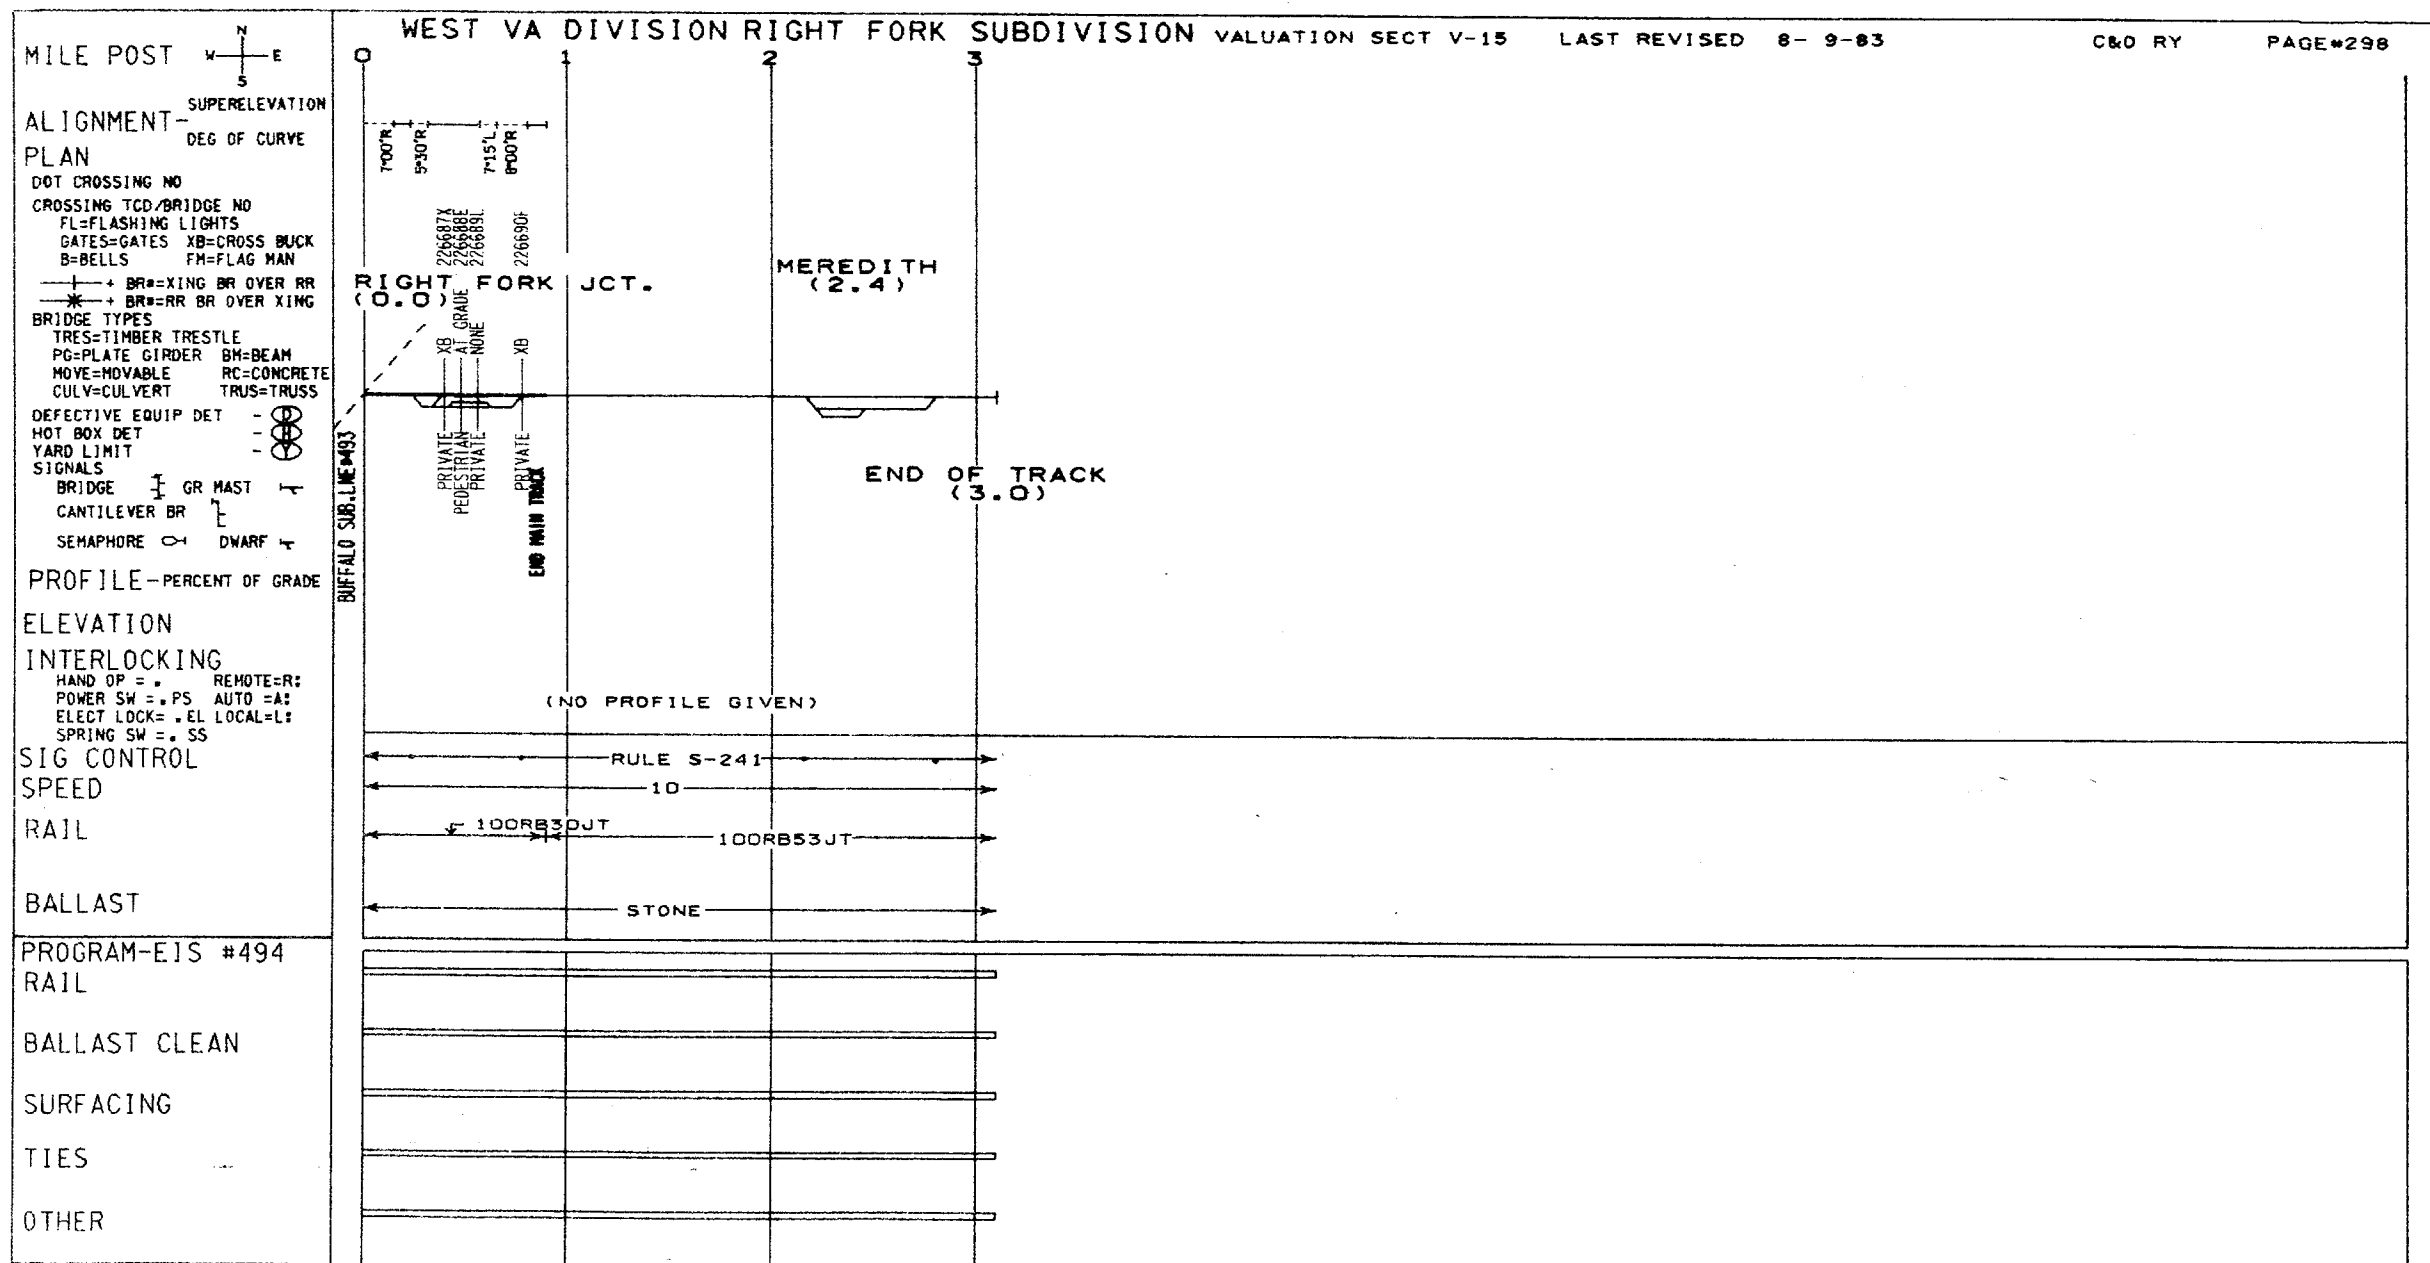 WEST VA DIVISION RIGHT FORK SUBDIVISION VALUATION SECT V-15 LAST REVISED 8- 9-83 C&O RY PAGE#298
MILE POST N W E S 0 1 2 3
SUPERELEVATION
ALIGNMENT-
DEG OF CURVE
7°00'R 5°30'R 7°15'L 8°00'R
PLAN
DOT CROSSING NO
226687X 226688E 226689L 226690F
CROSSING TCD/BRIDGE NO
FL=FLASHING LIGHTS
GATES=GATES XB=CROSS BUCK
B=BELLS FM=FLAG MAN
+ BR#=XING BR OVER RR
+ BR#=RR BR OVER XING
BRIDGE TYPES
TRES=TIMBER TRESTLE
PG=PLATE GIRDER BM=BEAM
MOVE=MOVABLE RC=CONCRETE
CULV=CULVERT TRUS=TRUSS
RIGHT FORK JCT.
(0.0)
MEREDITH
(2.4)
XB AT GRADE NONE XB
DEFECTIVE EQUIP DET - D
HOT BOX DET - H
YARD LIMIT - Y
SIGNALS
BRIDGE GR MAST
CANTILEVER BR
SEMAPHORE DWARF
BUFFALO SUB.LNE#493
PRIVATE
PEDESTRIAN
PRIVATE
PRIVATE
END MAIN TRACK
END OF TRACK
(3.0)
PROFILE-PERCENT OF GRADE
ELEVATION
INTERLOCKING
HAND OP = . REMOTE=R:
POWER SW =.PS AUTO =A:
ELECT LOCK= .EL LOCAL=L:
SPRING SW =. SS
(NO PROFILE GIVEN)
SIG CONTROL RULE S-241
SPEED 10
RAIL 100RB30JT 100RB53JT
BALLAST STONE
PROGRAM-EIS #494
RAIL
BALLAST CLEAN
SURFACING
TIES
OTHER